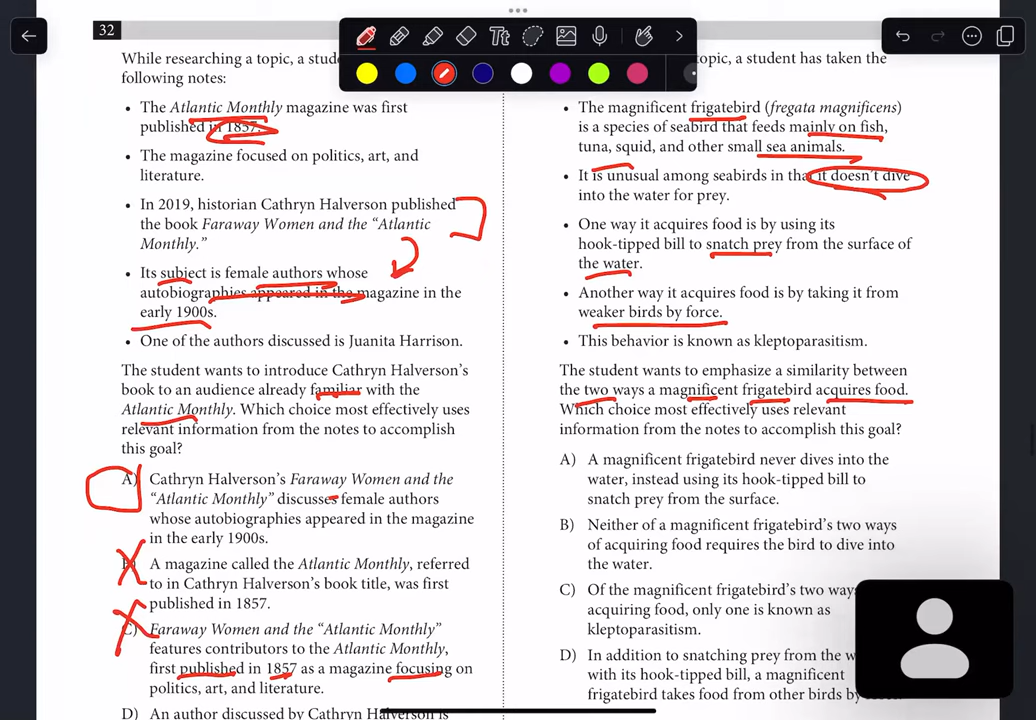 32
Tt
While researching a topic, a stud
following notes:
• The Atlantic Monthly magazine was first
published in 1857.
• The magazine focused on politics, art, and
literature.
• In 2019, historian Cathryn Halverson published
the book Faraway Women and the “Atlantic
Monthly.”
• Its subject is female authors whose
autobiographies appeared in the magazine in the
early 1900s.
• One of the authors discussed is Juanita Harrison.
The student wants to introduce Cathryn Halverson’s
book to an audience already familiar with the
Atlantic Monthly. Which choice most effectively uses
relevant information from the notes to accomplish
this goal?
A) Cathryn Halverson’s Faraway Women and the
“Atlantic Monthly” discusses female authors
whose autobiographies appeared in the magazine
in the early 1900s.
B) A magazine called the Atlantic Monthly, referred
to in Cathryn Halverson’s book title, was first
published in 1857.
C) Faraway Women and the “Atlantic Monthly”
features contributors to the Atlantic Monthly,
first published in 1857 as a magazine focusing on
politics, art, and literature.
D) An author discussed by Cathryn Halverson is
topic, a student has taken the
• The magnificent frigatebird (fregata magnificens)
is a species of seabird that feeds mainly on fish,
tuna, squid, and other small sea animals.
• It is unusual among seabirds in that it doesn’t dive
into the water for prey.
• One way it acquires food is by using its
hook-tipped bill to snatch prey from the surface of
the water.
• Another way it acquires food is by taking it from
weaker birds by force.
• This behavior is known as kleptoparasitism.
The student wants to emphasize a similarity between
the two ways a magnificent frigatebird acquires food.
Which choice most effectively uses relevant
information from the notes to accomplish this goal?
A) A magnificent frigatebird never dives into the
water, instead using its hook-tipped bill to
snatch prey from the surface.
B) Neither of a magnificent frigatebird’s two ways
of acquiring food requires the bird to dive into
the water.
C) Of the magnificent frigatebird’s two ways
acquiring food, only one is known as
kleptoparasitism.
D) In addition to snatching prey from the w
with its hook-tipped bill, a magnificent
frigatebird takes food from other birds by